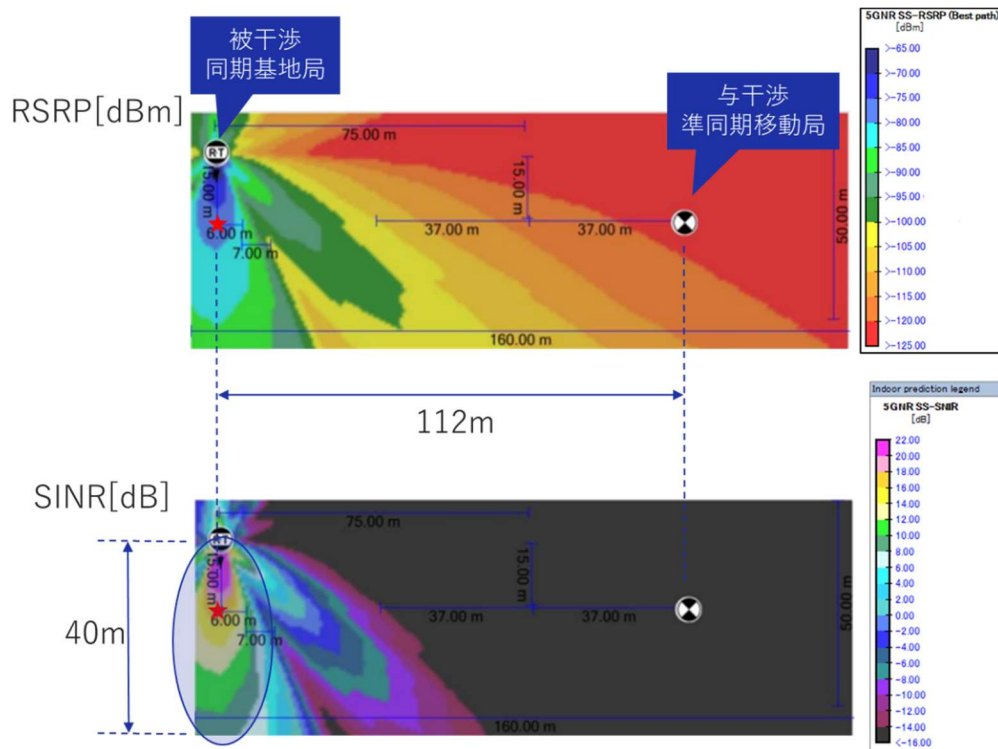 被干渉
同期基地局
5GNR SS-RSRP (Best path)
[dBm]
>-65.00
>-70.00
>-75.00
>-80.00
>-85.00
>-90.00
>-95.00
>-100.00
>-105.00
>-110.00
>-115.00
>-120.00
>-125.00
RSRP[dBm]
与干渉
準同期移動局
75.00 m
RT
15.00 m
15.00 m
50.00 m
6.00 m
37.00 m
37.00 m
7.00 m
160.00 m
112m
Indoor prediction legend
5GNR SS-SNIR
[dB]
22.00
20.00
18.00
16.00
14.00
12.00
10.00
8.00
6.00
4.00
2.00
0.00
-2.00
-4.00
-6.00
-8.00
-10.00
-12.00
-14.00
<-16.00
SINR[dB]
75.00 m
RT
15.00 m
15.00 m
50.00 m
6.00 m
37.00 m
37.00 m
7.00 m
40m
160.00 m